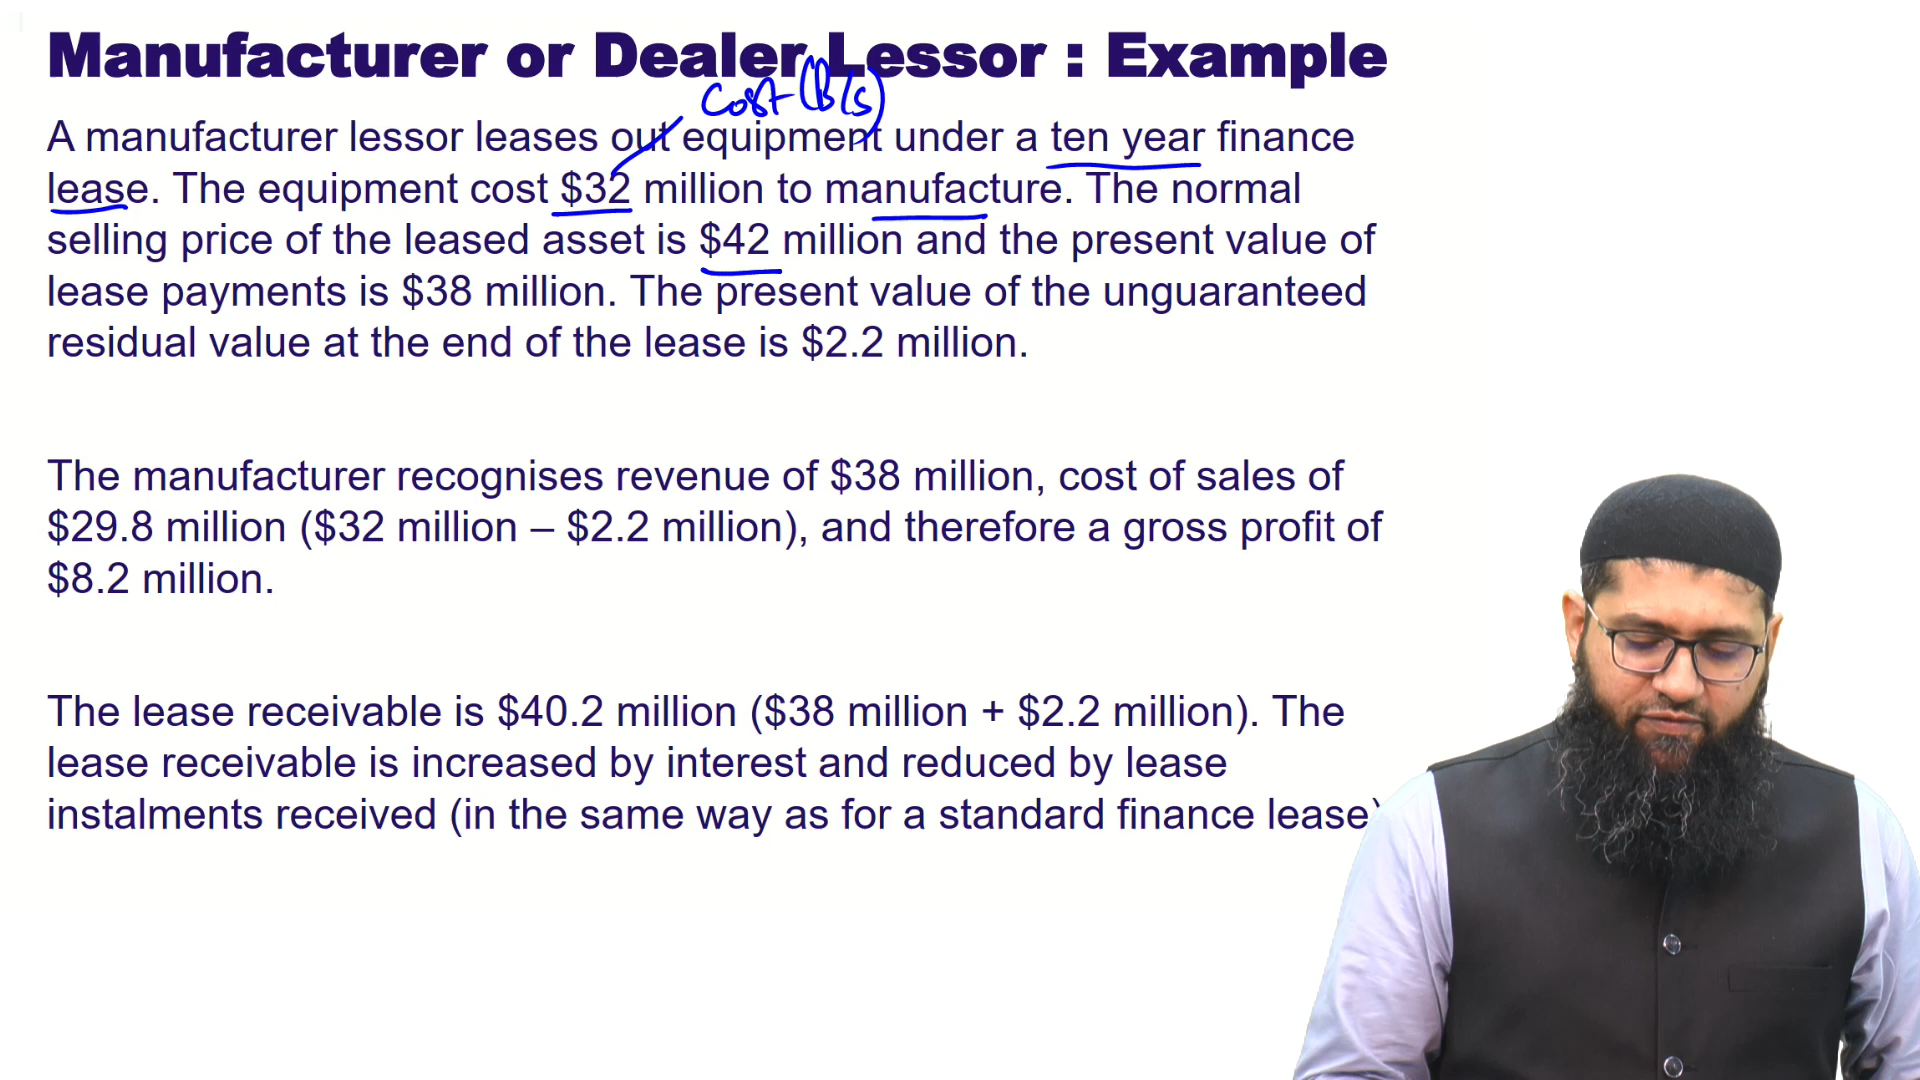 Manufacturer or Dealer Lessor : Example
Cost (B/S)
A manufacturer lessor leases out equipment under a ten year finance
lease. The equipment cost $32 million to manufacture. The normal
selling price of the leased asset is $42 million and the present value of
lease payments is $38 million. The present value of the unguaranteed
residual value at the end of the lease is $2.2 million.
The manufacturer recognises revenue of $38 million, cost of sales of
$29.8 million ($32 million – $2.2 million), and therefore a gross profit of
$8.2 million.
The lease receivable is $40.2 million ($38 million + $2.2 million). The
lease receivable is increased by interest and reduced by lease
instalments received (in the same way as for a standard finance lease)